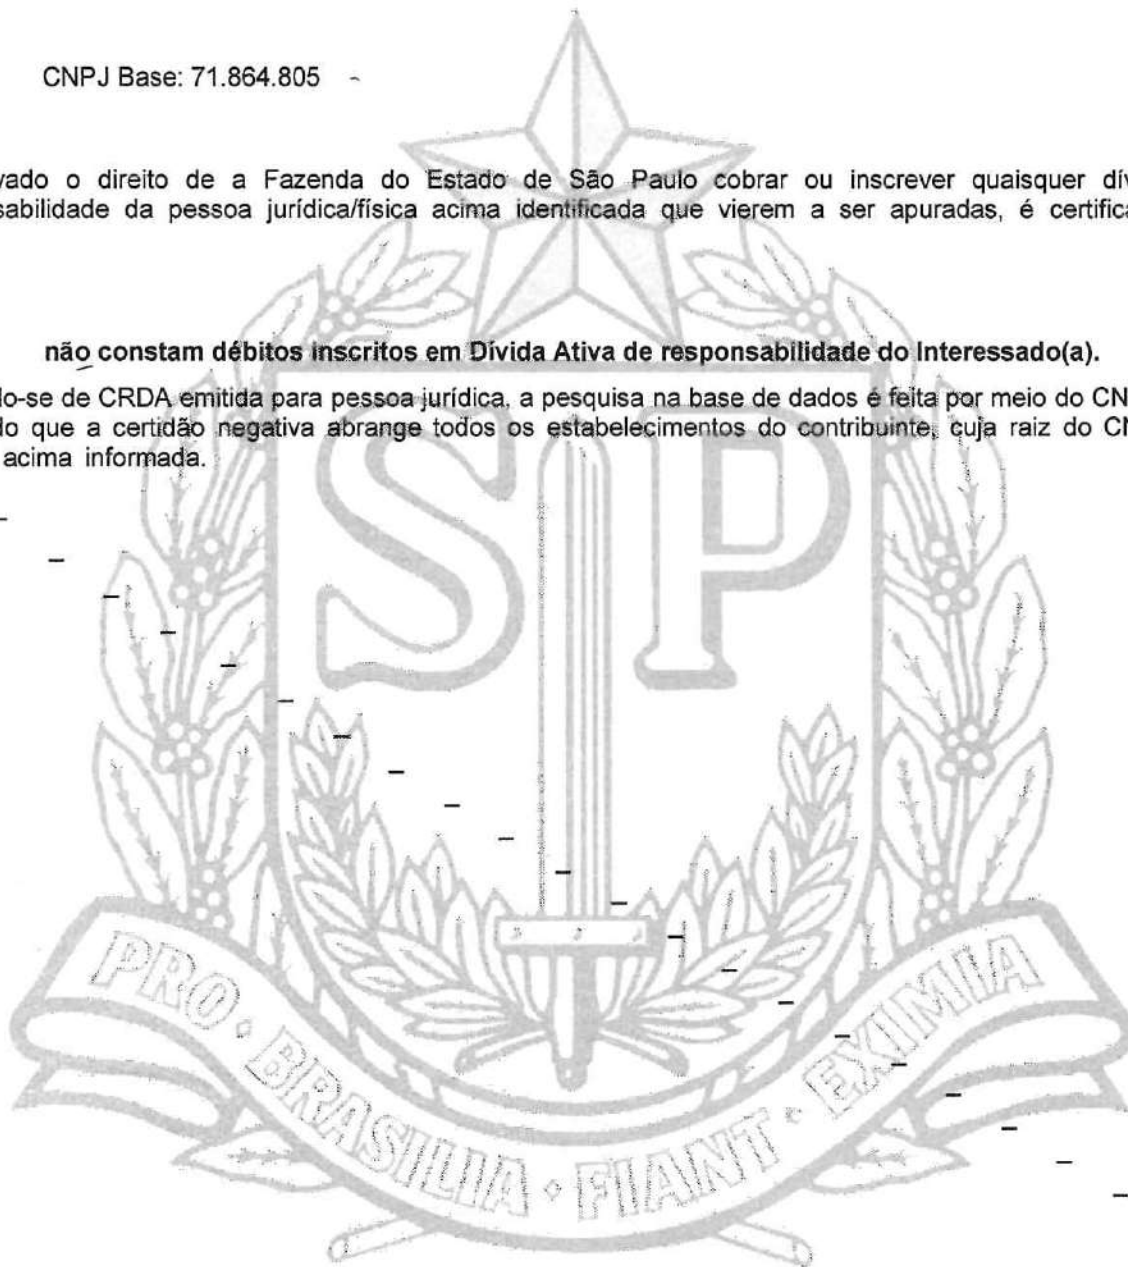 CNPJ Base: 71.864.805 -
vado o direito de a Fazenda do Estado de São Paulo cobrar ou inscrever quaisquer dív
sabilidade da pessoa jurídica/física acima identificada que vierem a ser apuradas, é certifica
não constam débitos inscritos em Dívida Ativa de responsabilidade do Interessado(a).
do-se de CRDA emitida para pessoa jurídica, a pesquisa na base de dados é feita por meio do CN
do que a certidão negativa abrange todos os estabelecimentos do contribuinte, cuja raiz do CN
acima informada.
SP
PRO · BRASILIA · FIANT · EXIMIA